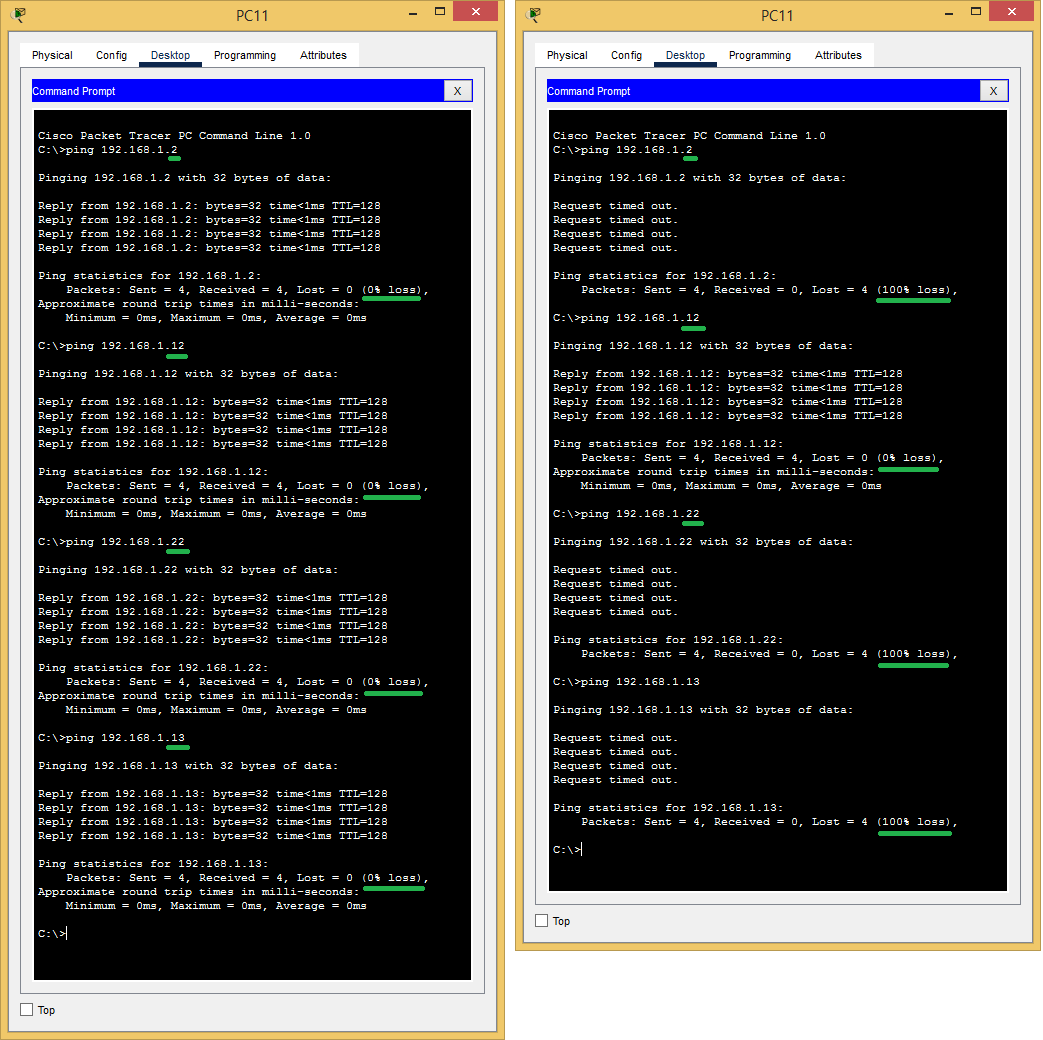 PC11
Physical Config Desktop Programming Attributes
Command Prompt X
Cisco Packet Tracer PC Command Line 1.0
C:\>ping 192.168.1.2
Pinging 192.168.1.2 with 32 bytes of data:
Reply from 192.168.1.2: bytes=32 time<1ms TTL=128
Reply from 192.168.1.2: bytes=32 time<1ms TTL=128
Reply from 192.168.1.2: bytes=32 time<1ms TTL=128
Reply from 192.168.1.2: bytes=32 time<1ms TTL=128
Ping statistics for 192.168.1.2:
Packets: Sent = 4, Received = 4, Lost = 0 (0% loss),
Approximate round trip times in milli-seconds:
Minimum = 0ms, Maximum = 0ms, Average = 0ms
C:\>ping 192.168.1.12
Pinging 192.168.1.12 with 32 bytes of data:
Reply from 192.168.1.12: bytes=32 time<1ms TTL=128
Reply from 192.168.1.12: bytes=32 time<1ms TTL=128
Reply from 192.168.1.12: bytes=32 time<1ms TTL=128
Reply from 192.168.1.12: bytes=32 time<1ms TTL=128
Ping statistics for 192.168.1.12:
Packets: Sent = 4, Received = 4, Lost = 0 (0% loss),
Approximate round trip times in milli-seconds:
Minimum = 0ms, Maximum = 0ms, Average = 0ms
C:\>ping 192.168.1.22
Pinging 192.168.1.22 with 32 bytes of data:
Reply from 192.168.1.22: bytes=32 time<1ms TTL=128
Reply from 192.168.1.22: bytes=32 time<1ms TTL=128
Reply from 192.168.1.22: bytes=32 time<1ms TTL=128
Reply from 192.168.1.22: bytes=32 time<1ms TTL=128
Ping statistics for 192.168.1.22:
Packets: Sent = 4, Received = 4, Lost = 0 (0% loss),
Approximate round trip times in milli-seconds:
Minimum = 0ms, Maximum = 0ms, Average = 0ms
C:\>ping 192.168.1.13
Pinging 192.168.1.13 with 32 bytes of data:
Reply from 192.168.1.13: bytes=32 time<1ms TTL=128
Reply from 192.168.1.13: bytes=32 time<1ms TTL=128
Reply from 192.168.1.13: bytes=32 time<1ms TTL=128
Reply from 192.168.1.13: bytes=32 time<1ms TTL=128
Ping statistics for 192.168.1.13:
Packets: Sent = 4, Received = 4, Lost = 0 (0% loss),
Approximate round trip times in milli-seconds:
Minimum = 0ms, Maximum = 0ms, Average = 0ms
C:\>
Top
PC11
Physical Config Desktop Programming Attributes
Command Prompt X
Cisco Packet Tracer PC Command Line 1.0
C:\>ping 192.168.1.2
Pinging 192.168.1.2 with 32 bytes of data:
Request timed out.
Request timed out.
Request timed out.
Request timed out.
Ping statistics for 192.168.1.2:
Packets: Sent = 4, Received = 0, Lost = 4 (100% loss),
C:\>ping 192.168.1.12
Pinging 192.168.1.12 with 32 bytes of data:
Reply from 192.168.1.12: bytes=32 time<1ms TTL=128
Reply from 192.168.1.12: bytes=32 time<1ms TTL=128
Reply from 192.168.1.12: bytes=32 time<1ms TTL=128
Reply from 192.168.1.12: bytes=32 time<1ms TTL=128
Ping statistics for 192.168.1.12:
Packets: Sent = 4, Received = 4, Lost = 0 (0% loss),
Approximate round trip times in milli-seconds:
Minimum = 0ms, Maximum = 0ms, Average = 0ms
C:\>ping 192.168.1.22
Pinging 192.168.1.22 with 32 bytes of data:
Request timed out.
Request timed out.
Request timed out.
Request timed out.
Ping statistics for 192.168.1.22:
Packets: Sent = 4, Received = 0, Lost = 4 (100% loss),
C:\>ping 192.168.1.13
Pinging 192.168.1.13 with 32 bytes of data:
Request timed out.
Request timed out.
Request timed out.
Request timed out.
Ping statistics for 192.168.1.13:
Packets: Sent = 4, Received = 0, Lost = 4 (100% loss),
C:\>
Top